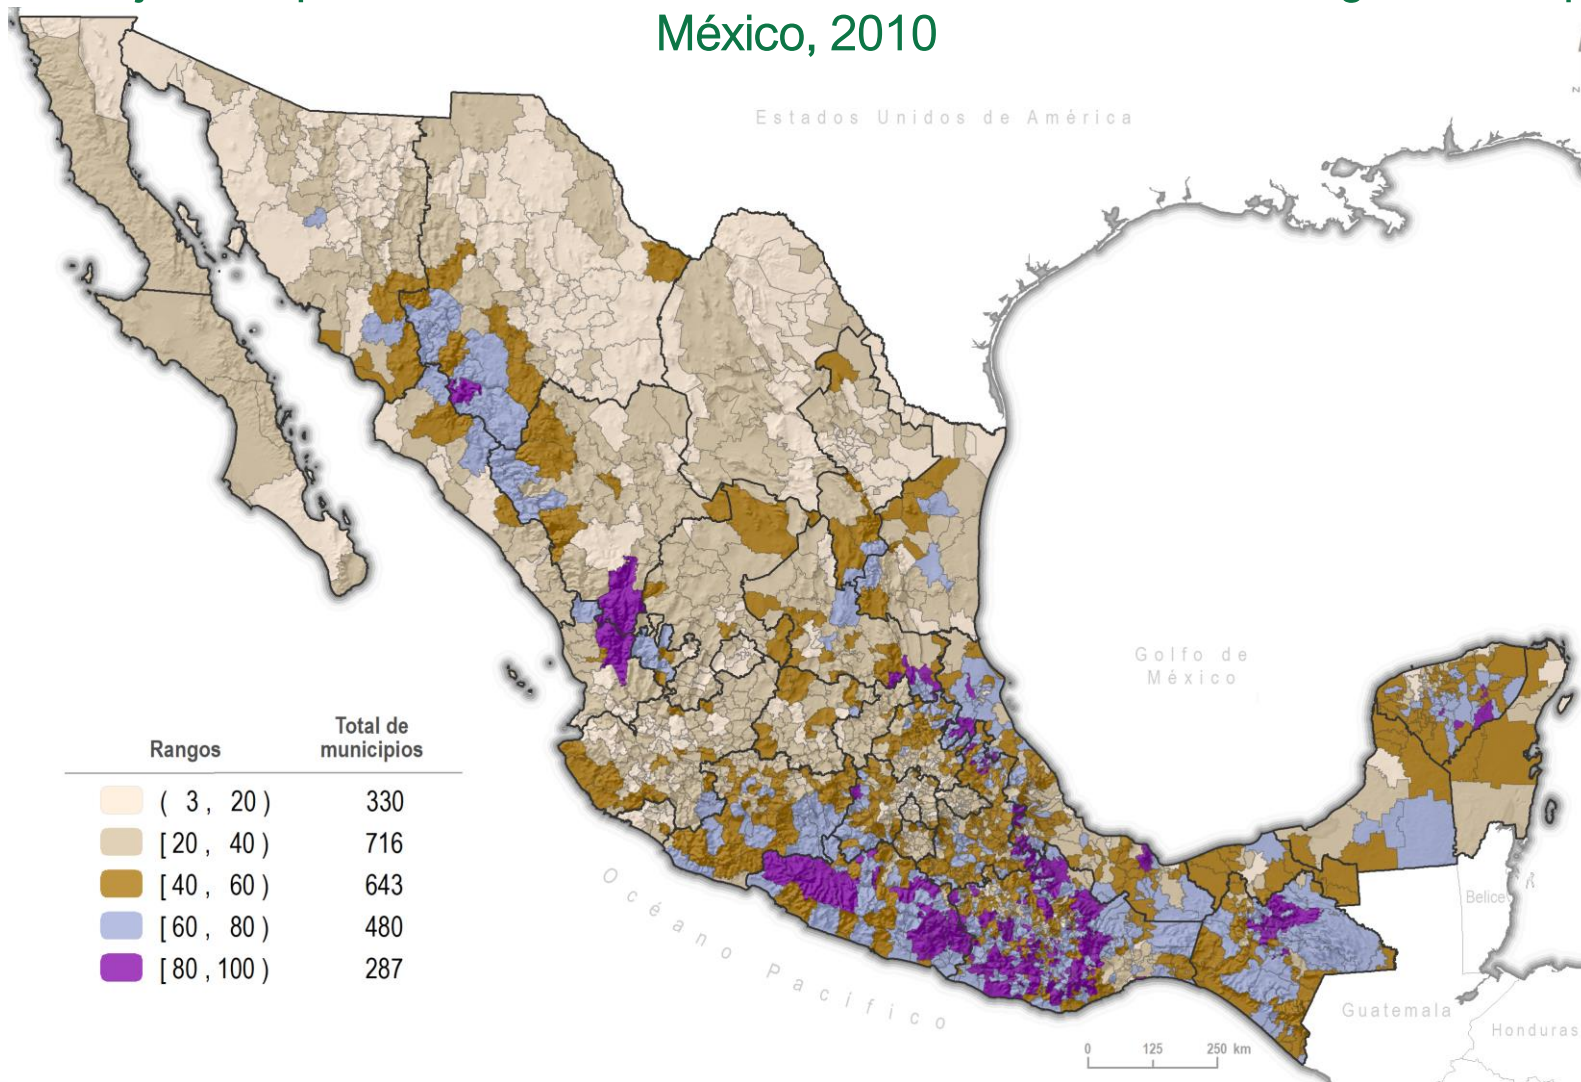 México, 2010
Estados Unidos de América
Golfo de
México
Rangos
Total de
municipios
( 3 , 20 ) 330
[ 20 , 40 ) 716
[ 40 , 60 ) 643
[ 60 , 80 ) 480
[ 80 , 100 ) 287
Océano Pacífico
Belice
Guatemala
Honduras
0 125 250 km